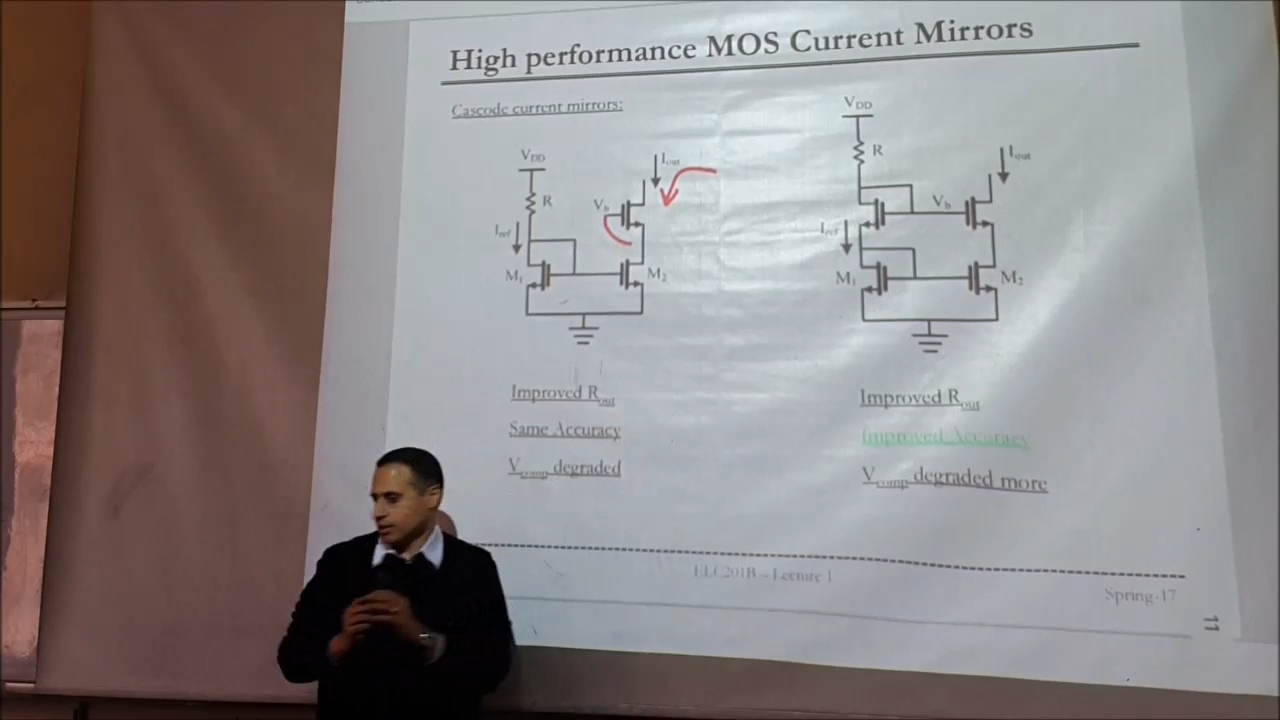 High performance MOS Current Mirrors
Cascode current mirrors:
VDD
R
Iref
M1
Vb
Iout
M2
Improved Rout
Same Accuracy
Vcomp degraded
VDD
R
Iref
M1
Vb
Iout
M2
Improved Rout
Improved Accuracy
Vcomp degraded more
ELC201B – Lecture 1
Spring-17
11